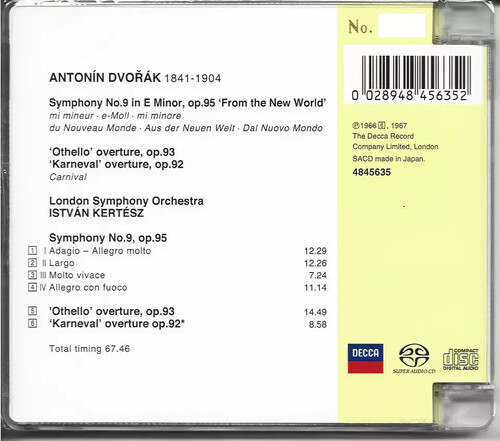 No.
ANTONÍN DVOŘÁK 1841-1904
Symphony No.9 in E Minor, op.95 ‘From the New World’
mi mineur · e-Moll · mi minore
du Nouveau Monde · Aus der Neuen Welt · Dal Nuovo Mondo
‘Othello’ overture, op.93
‘Karneval’ overture, op.92
Carnival
London Symphony Orchestra
ISTVÁN KERTÉSZ
Symphony No.9, op.95
1 I Adagio – Allegro molto 12.29
2 II Largo 12.26
3 III Molto vivace 7.24
4 IV Allegro con fuoco 11.14
5 'Othello' overture, op.93 14.49
6 ‘Karneval’ overture op.92* 8.58
Total timing 67.46
0 028948 456352
℗1966 6, 1967
The Decca Record
Company Limited, London
SACD made in Japan.
4845635
DECCA
SUPER AUDIO CD
COMPACT
disc
DIGITAL AUDIO